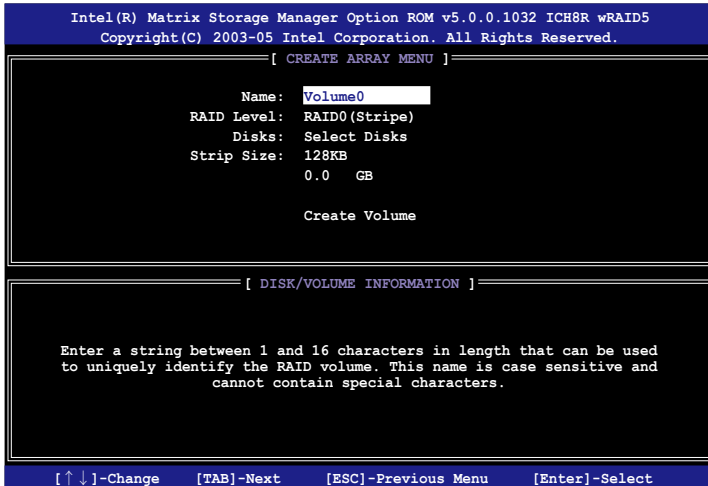 Intel(R) Matrix Storage Manager Option ROM v5.0.0.1032 ICH8R wRAID5
Copyright(C) 2003-05 Intel Corporation. All Rights Reserved.
[ CREATE ARRAY MENU ]
Name: Volume0
RAID Level: RAID0(Stripe)
Disks: Select Disks
Strip Size: 128KB
0.0 GB
Create Volume
[ DISK/VOLUME INFORMATION ]
Enter a string between 1 and 16 characters in length that can be used
to uniquely identify the RAID volume. This name is case sensitive and
cannot contain special characters.
[↑↓]-Change [TAB]-Next [ESC]-Previous Menu [Enter]-Select